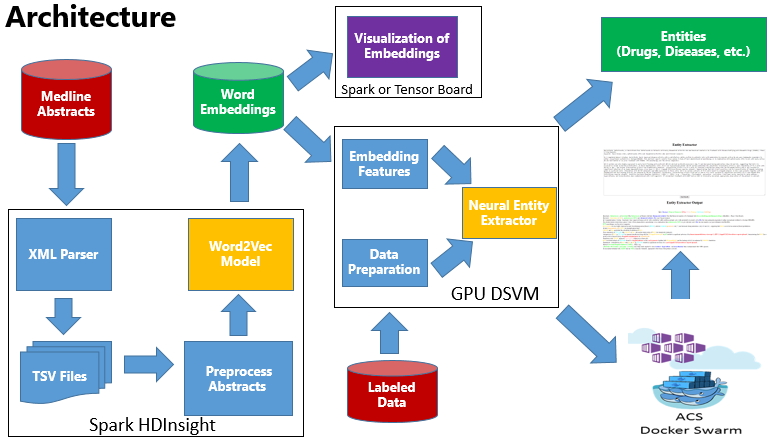 Architecture
Medline
Abstracts
Word
Embeddings
Visualization of
Embeddings
Spark or Tensor Board
Entities
(Drugs, Diseases, etc.)
Embedding
Features
Neural Entity
Extractor
Data
Preparation
GPU DSVM
XML Parser
Word2Vec
Model
TSV Files
Preprocess
Abstracts
Spark HDInsight
Labeled
Data
Entity Extractor
Entity Extractor Output
ACS
Docker Swarm